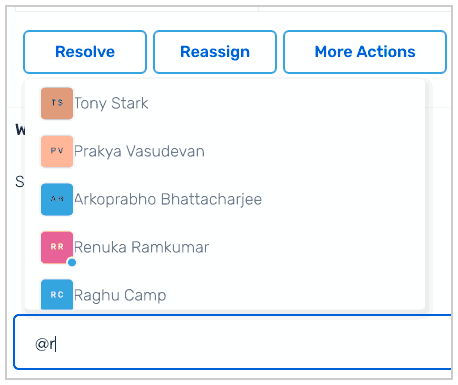 Resolve Reassign More Actions
TS Tony Stark
W
PV Prakya Vasudevan
S
AB Arkoprabho Bhattacharjee
RR Renuka Ramkumar
RC Raghu Camp
@r